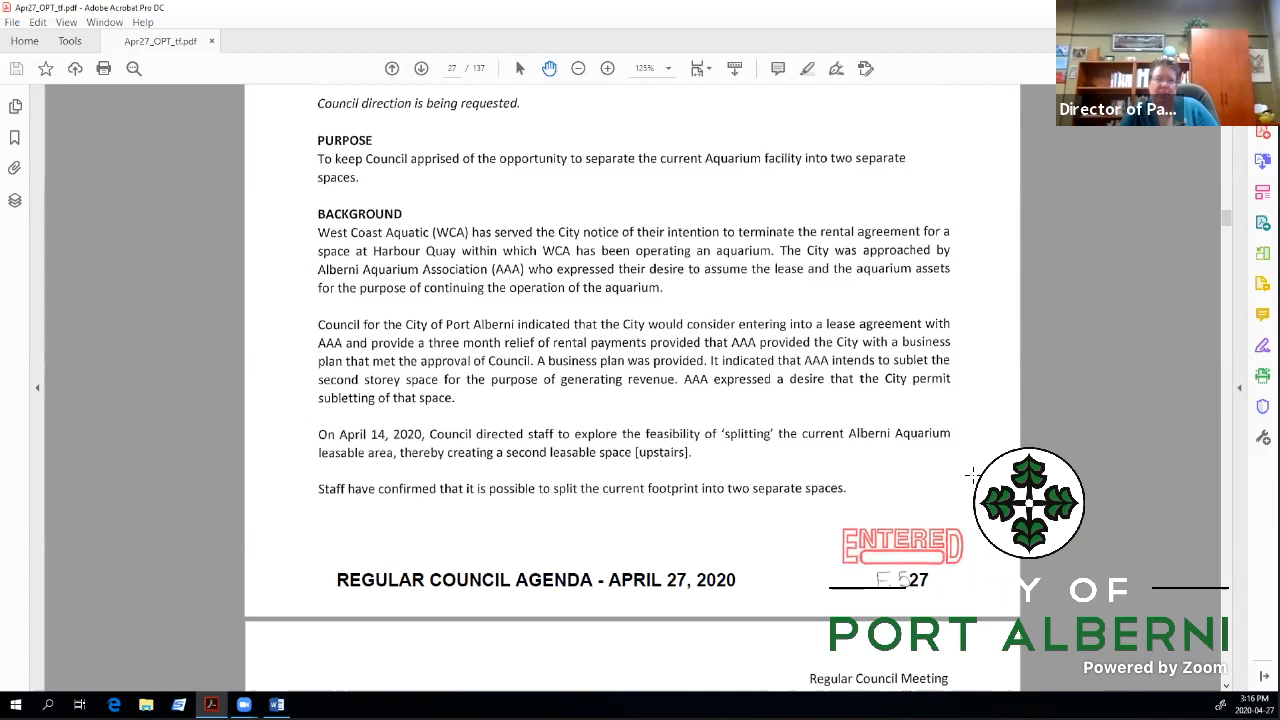 Apr27_OPT_tf.pdf - Adobe Acrobat Pro DC
File Edit View Window Help
Home Tools Apr27_OPT_tf.pdf ×
27 / 137 125%
Director of Pa...
Council direction is being requested.
PURPOSE
To keep Council apprised of the opportunity to separate the current Aquarium facility into two separate
spaces.
BACKGROUND
West Coast Aquatic (WCA) has served the City notice of their intention to terminate the rental agreement for a
space at Harbour Quay within which WCA has been operating an aquarium. The City was approached by
Alberni Aquarium Association (AAA) who expressed their desire to assume the lease and the aquarium assets
for the purpose of continuing the operation of the aquarium.
Council for the City of Port Alberni indicated that the City would consider entering into a lease agreement with
AAA and provide a three month relief of rental payments provided that AAA provided the City with a business
plan that met the approval of Council. A business plan was provided. It indicated that AAA intends to sublet the
second storey space for the purpose of generating revenue. AAA expressed a desire that the City permit
subletting of that space.
On April 14, 2020, Council directed staff to explore the feasibility of ‘splitting’ the current Alberni Aquarium
leasable area, thereby creating a second leasable space [upstairs].
Staff have confirmed that it is possible to split the current footprint into two separate spaces.
ENTERED
REGULAR COUNCIL AGENDA - APRIL 27, 2020 F.5 27
Y OF
PORT ALBERNI
Powered by Zoom
Regular Council Meeting
3:16 PM
2020-04-27